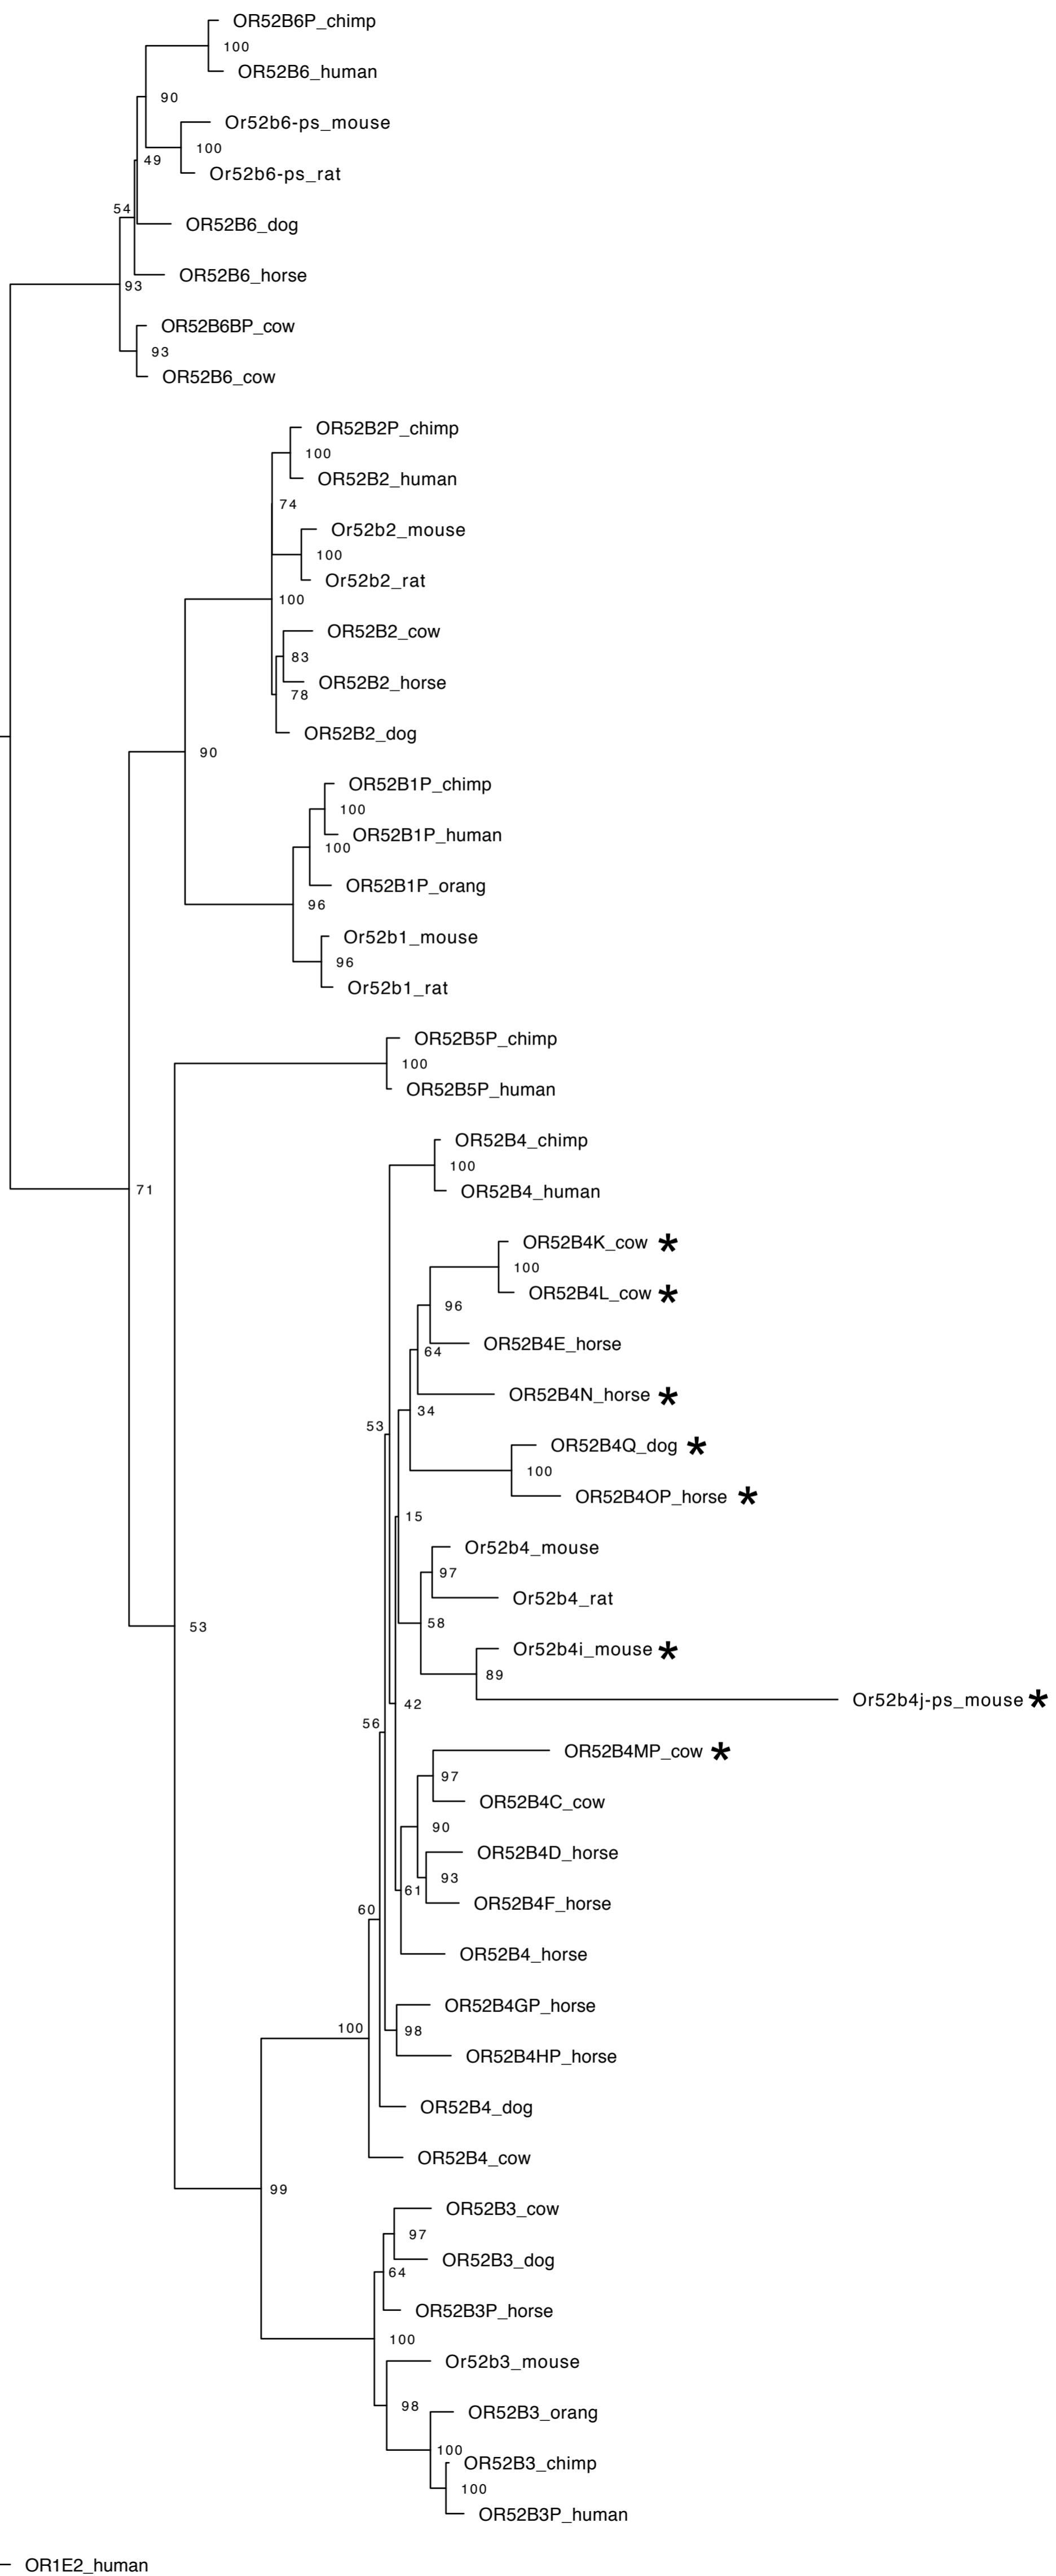 OR52B6P_chimp
100
OR52B6_human
90
Or52b6-ps_mouse
100
49
Or52b6-ps_rat
54
OR52B6_dog
OR52B6_horse
93
OR52B6BP_cow
93
OR52B6_cow
OR52B2P_chimp
100
OR52B2_human
74
Or52b2_mouse
100
Or52b2_rat
100
OR52B2_cow
83
OR52B2_horse
78
OR52B2_dog
90
OR52B1P_chimp
100
OR52B1P_human
100
OR52B1P_orang
96
Or52b1_mouse
96
Or52b1_rat
OR52B5P_chimp
100
OR52B5P_human
OR52B4_chimp
100
71
OR52B4_human
OR52B4K_cow *
100
OR52B4L_cow *
96
OR52B4E_horse
64
OR52B4N_horse *
34
53
OR52B4Q_dog *
100
OR52B4OP_horse *
15
Or52b4_mouse
97
Or52b4_rat
58
53
Or52b4i_mouse *
89
Or52b4j-ps_mouse *
42
56
OR52B4MP_cow *
97
OR52B4C_cow
90
OR52B4D_horse
93
61
OR52B4F_horse
60
OR52B4_horse
OR52B4GP_horse
100
98
OR52B4HP_horse
OR52B4_dog
OR52B4_cow
99
OR52B3_cow
97
OR52B3_dog
64
OR52B3P_horse
100
Or52b3_mouse
98
OR52B3_orang
100
OR52B3_chimp
100
OR52B3P_human
OR1E2_human